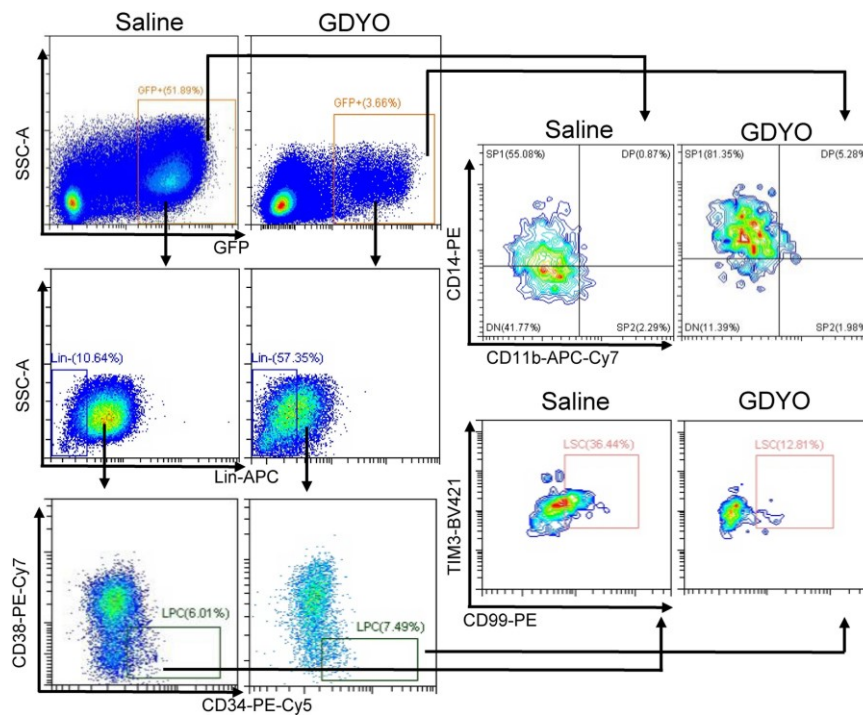 Saline
GDYO
GFP+(51.89%)
GFP+(3.66%)
SSC-A
GFP
Saline
GDYO
SP1(55.08%)
DP(0.87%)
SP1(81.35%)
DP(5.28%
CD14-PE
DN(41.77%)
SP2(2.29%)
DN(11.39%)
SP2(1.98%)
CD11b-APC-Cy7
Lin-(10.64%)
Lin-(57.35%)
SSC-A
Lin-APC
Saline
GDYO
LSC(36.44%)
LSC(12.81%)
TIM3-BV421
CD99-PE
LPC(6.01%)
LPC(7.49%)
CD38-PE-Cy7
CD34-PE-Cy5